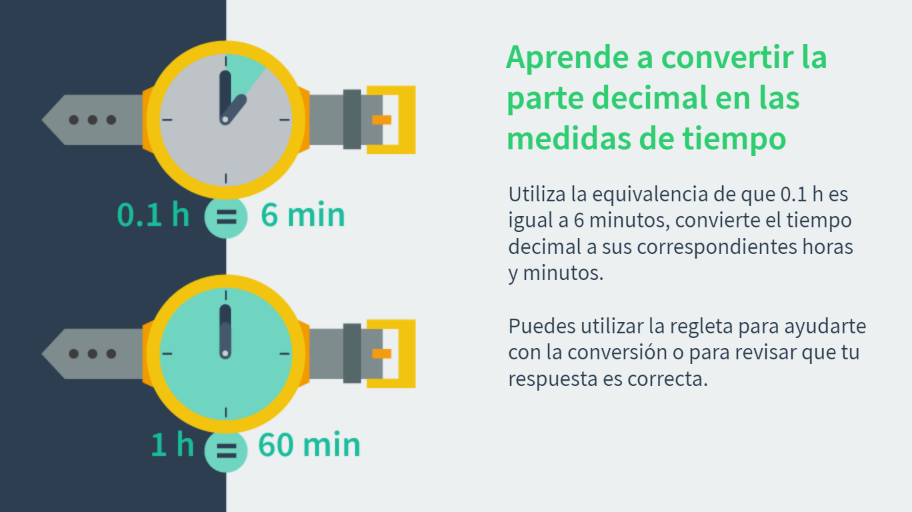 Aprende a convertir la
parte decimal en las
medidas de tiempo
Utiliza la equivalencia de que 0.1 h es
igual a 6 minutos, convierte el tiempo
decimal a sus correspondientes horas
y minutos.
Puedes utilizar la regleta para ayudarte
con la conversión o para revisar que tu
respuesta es correcta.
0.1 h = 6 min
1 h = 60 min